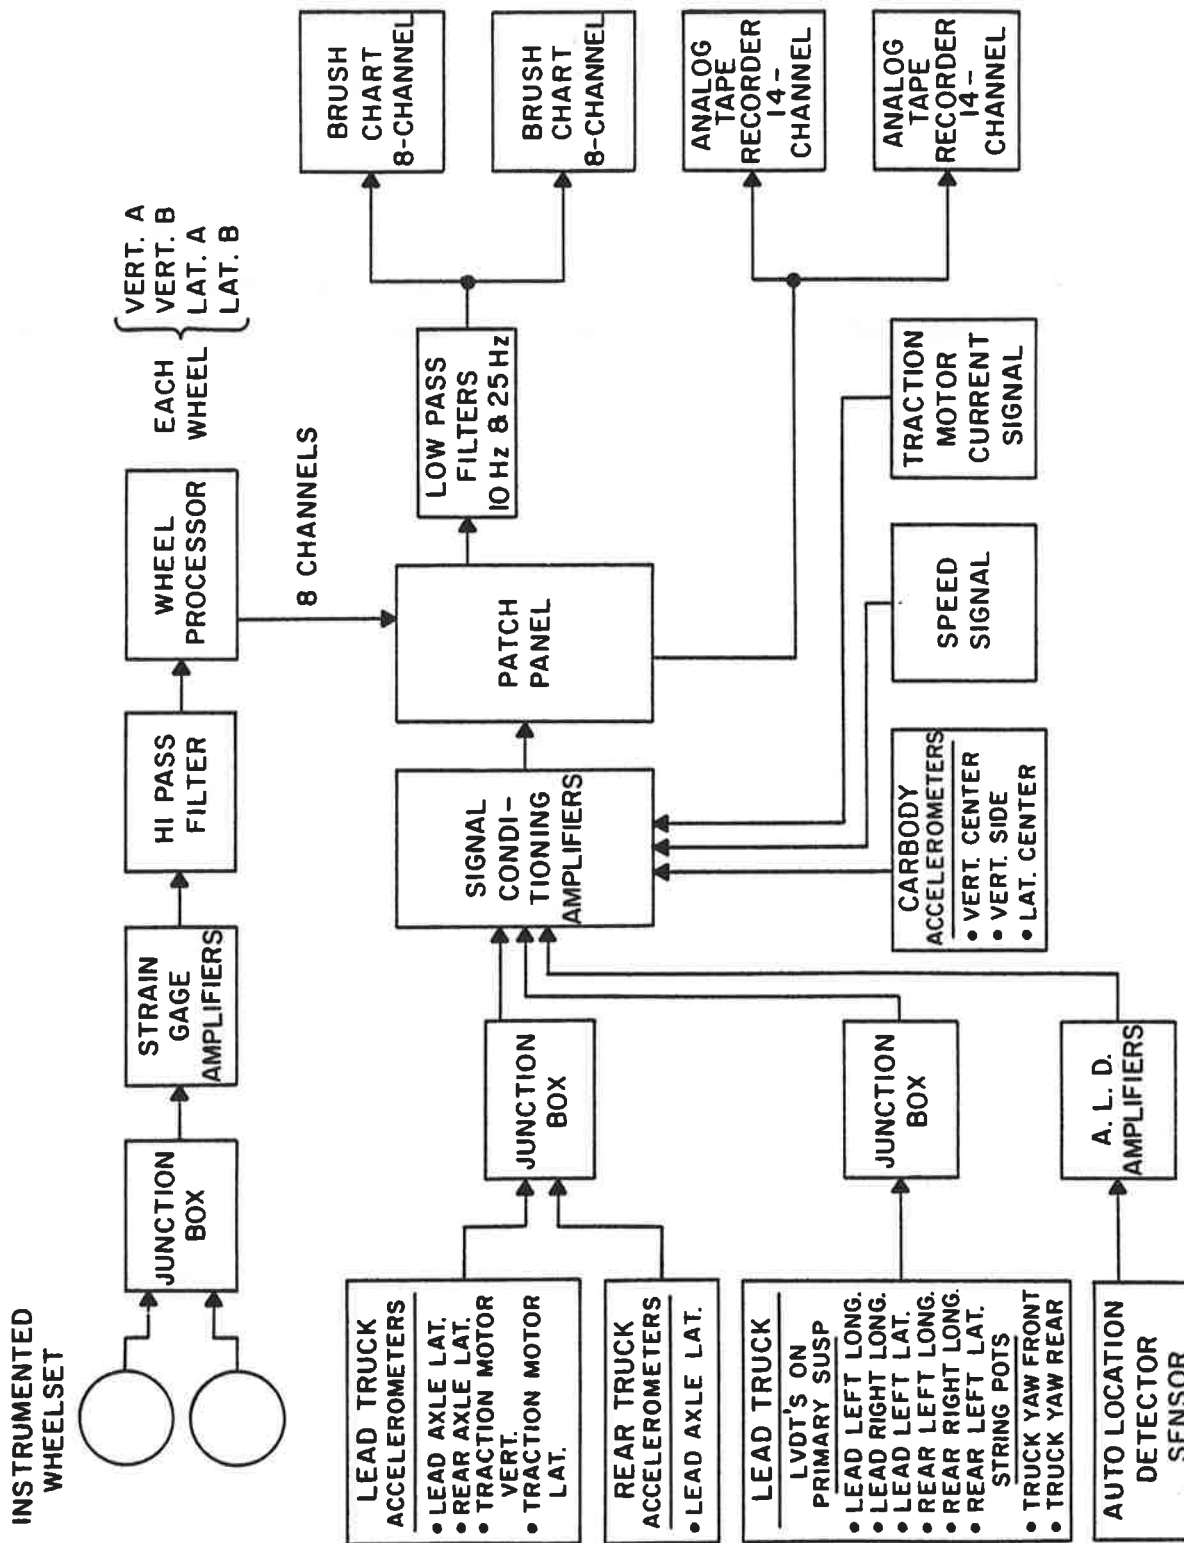 INSTRUMENTED
WHEELSET
JUNCTION
BOX
STRAIN
GAGE
AMPLIFIERS
HI PASS
FILTER
WHEEL
PROCESSOR
EACH
WHEEL
VERT. A
VERT. B
LAT. A
LAT. B
8 CHANNELS
LEAD TRUCK
ACCELEROMETERS
• LEAD AXLE LAT.
• REAR AXLE LAT.
• TRACTION MOTOR
VERT.
• TRACTION MOTOR
LAT.
REAR TRUCK
ACCELEROMETERS
• LEAD AXLE LAT.
JUNCTION
BOX
LEAD TRUCK
LVDT'S ON
PRIMARY SUSP
• LEAD LEFT LONG.
• LEAD RIGHT LONG.
• LEAD LEFT LAT.
• REAR LEFT LONG.
• REAR RIGHT LONG.
• REAR LEFT LAT.
STRING POTS
• TRUCK YAW FRONT
• TRUCK YAW REAR
JUNCTION
BOX
AUTO LOCATION
DETECTOR
SENSOR
A. L. D.
AMPLIFIERS
SIGNAL
CONDI-
TIONING
AMPLIFIERS
PATCH
PANEL
LOW PASS
FILTERS
10 Hz & 25 Hz
BRUSH
CHART
8-CHANNEL
BRUSH
CHART
8-CHANNEL
ANALOG
TAPE
RECORDER
14-
CHANNEL
ANALOG
TAPE
RECORDER
14-
CHANNEL
CARBODY
ACCELEROMETERS
• VERT. CENTER
• VERT. SIDE
• LAT. CENTER
SPEED
SIGNAL
TRACTION
MOTOR
CURRENT
SIGNAL